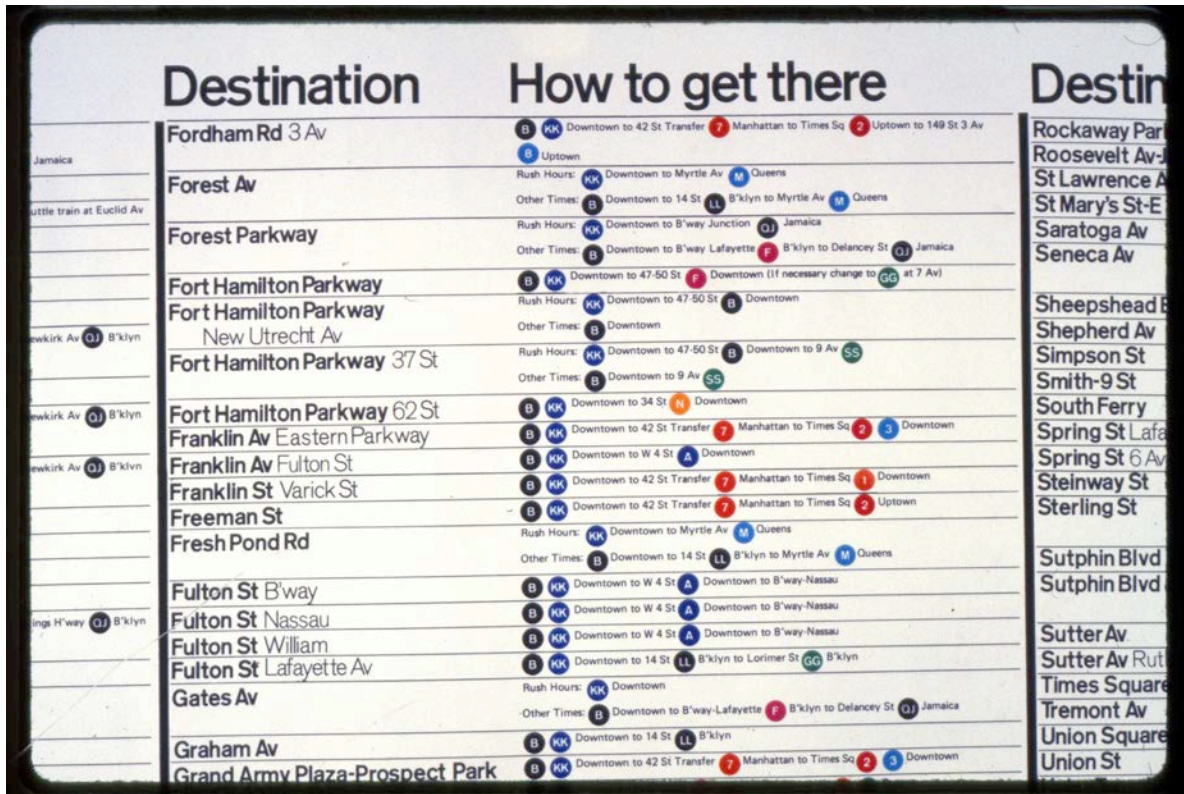 Destination
How to get there
Destin
Jamaica
uttle train at Euclid Av
ewkirk Av QJ B'klyn
ewkirk Av QJ B'klyn
ewkirk Av QJ B'klyn
ings H'way QJ B'klyn
Fordham Rd 3 Av
B KK Downtown to 42 St Transfer 7 Manhattan to Times Sq 2 Uptown to 149 St 3 Av
8 Uptown
Forest Av
Rush Hours: KK Downtown to Myrtle Av M Queens
Other Times: B Downtown to 14 St LL B'klyn to Myrtle Av M Queens
Forest Parkway
Rush Hours: KK Downtown to B'way Junction QJ Jamaica
Other Times: B Downtown to B'way Lafayette F B'klyn to Delancey St QJ Jamaica
Fort Hamilton Parkway
B KK Downtown to 47-50 St F Downtown (If necessary change to GG at 7 Av)
Fort Hamilton Parkway
New Utrecht Av
Rush Hours: KK Downtown to 47-50 St B Downtown
Other Times: B Downtown
Fort Hamilton Parkway 37 St
Rush Hours: KK Downtown to 47-50 St B Downtown to 9 Av SS
Other Times: B Downtown to 9 Av SS
Fort Hamilton Parkway 62 St
B KK Downtown to 34 St N Downtown
Franklin Av Eastern Parkway
B KK Downtown to 42 St Transfer 7 Manhattan to Times Sq 2 3 Downtown
Franklin Av Fulton St
B KK Downtown to W 4 St A Downtown
Franklin St Varick St
B KK Downtown to 42 St Transfer 7 Manhattan to Times Sq 1 Downtown
Freeman St
B KK Downtown to 42 St Transfer 7 Manhattan to Times Sq 2 Uptown
Fresh Pond Rd
Rush Hours: KK Downtown to Myrtle Av M Queens
Other Times: B Downtown to 14 St LL B'klyn to Myrtle Av M Queens
Fulton St B'way
B KK Downtown to W 4 St A Downtown to B'way-Nassau
Fulton St Nassau
B KK Downtown to W 4 St A Downtown to B'way-Nassau
Fulton St William
B KK Downtown to W 4 St A Downtown to B'way-Nassau
Fulton St Lafayette Av
B KK Downtown to 14 St LL B'klyn to Lorimer St GG B'klyn
Gates Av
Rush Hours: KK Downtown
Other Times: B Downtown to B'way-Lafayette F B'klyn to Delancey St QJ Jamaica
Graham Av
B KK Downtown to 14 St LL B'klyn
Grand Army Plaza-Prospect Park
B KK Downtown to 42 St Transfer 7 Manhattan to Times Sq 2 3 Downtown
Rockaway Par
Roosevelt Av-J
St Lawrence A
St Mary's St-E
Saratoga Av
Seneca Av
Sheepshead B
Shepherd Av
Simpson St
Smith-9 St
South Ferry
Spring St Lafa
Spring St 6 Av
Steinway St
Sterling St
Sutphin Blvd
Sutphin Blvd
Sutter Av
Sutter Av Rut
Times Square
Tremont Av
Union Square
Union St